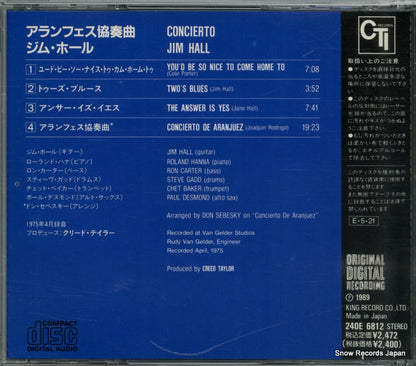 アランフェス協奏曲
ジム・ホール
CONCIERTO
JIM HALL
1 ユード・ビー・ソー・ナイス・トゥ・カム・ホーム・トゥ YOU'D BE SO NICE TO COME HOME TO 7:08
(Cole Porter)
2 トゥーズ・ブルース TWO'S BLUES (Jim Hall) 3:52
3 アンサー・イズ・イエス THE ANSWER IS YES (Jane Hall) 7:41
4 アランフェス協奏曲* CONCIERTO DE ARANJUEZ (Joaquin Rodrigo) 19:23
ジム・ホール(ギター)
ローランド・ハナ(ピアノ)
ロン・カーター(ベース)
スティーヴ・ガッド(ドラムス)
チェット・ベイカー(トランペット)
ポール・デスモンド(アルト・サックス)
*ドン・セベスキー(アレンジ)
1975年4月録音
プロデュース:クリード・テイラー
JIM HALL (guitar)
ROLAND HANNA (piano)
RON CARTER (bass)
STEVE GADD (drums)
CHET BAKER (trumpet)
PAUL DESMOND (alto sax)
Arranged by DON SEBESKY on "Concierto De Aranjuez"
Recorded at Van Gelder Studios
Rudy Van Gelder, Engineer
Recorded April, 1975
Produced by CREED TAYLOR
COMPACT
disc
DIGITAL AUDIO
CTI
取扱い上のご注意
E・5・21
ORIGINAL
DIGITAL
RECORDING
Ⓟ 1989
KING RECORD CO., LTD.
Made in Japan
240E 6812 STEREO
税込定価¥2,472
(税抜価格¥2,400)
Snow Records Japan.com